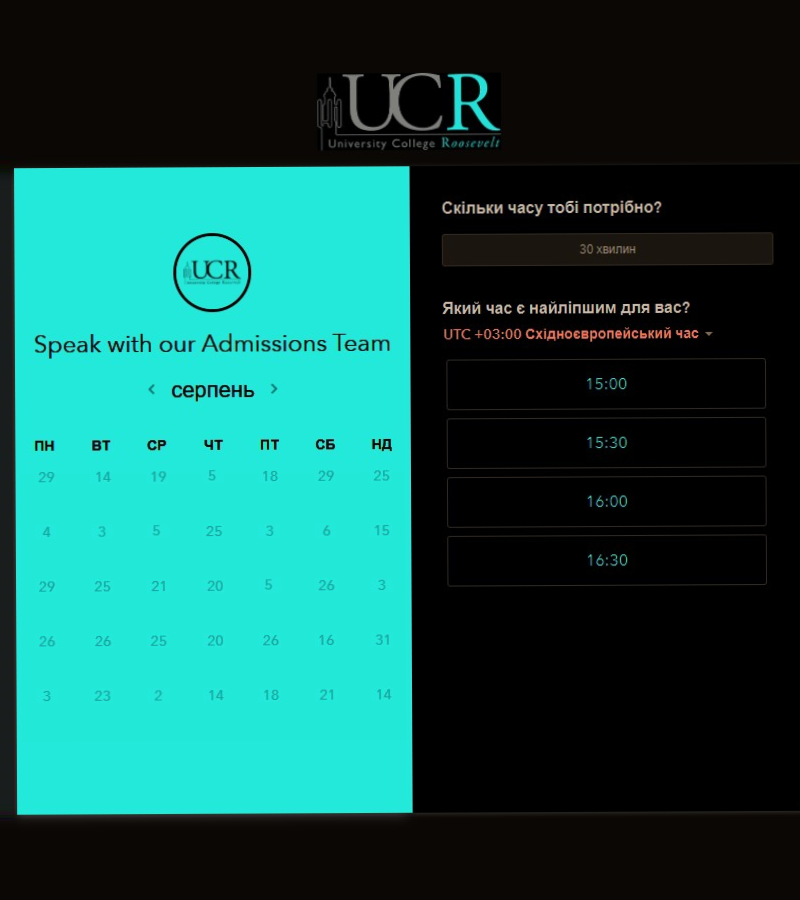 UCR
University College Roosevelt
UCR
University College Roosevelt
Speak with our Admissions Team
серпень
ПН ВТ СР ЧТ ПТ СБ НД
29 14 19 5 18 29 25
4 3 5 25 3 6 15
29 25 21 20 5 26 3
26 26 25 20 26 16 31
3 23 2 14 18 21 14
Скільки часу тобі потрібно?
30 хвилин
Який час є найліпшим для вас?
UTC +03:00 Східноєвропейський час
15:00
15:30
16:00
16:30